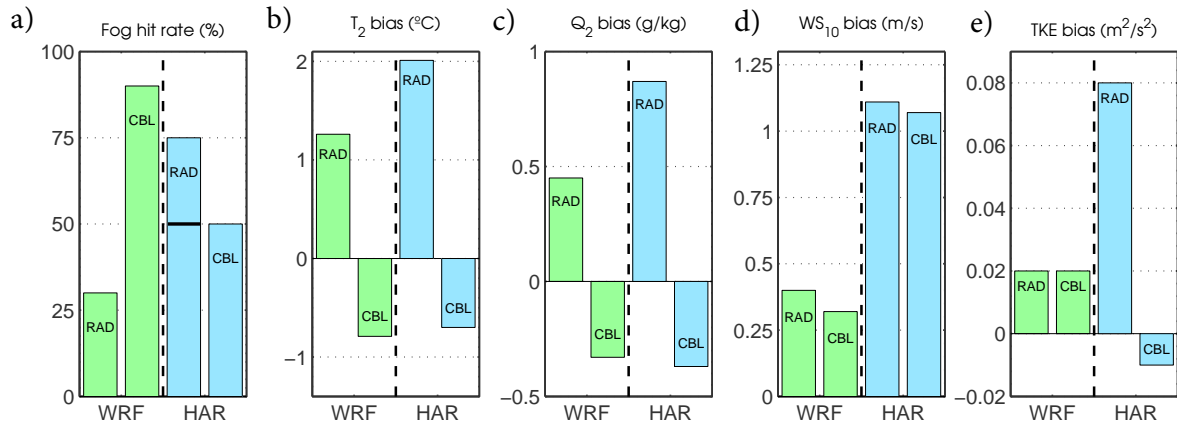 a)
Fog hit rate (%)
100
75
50
25
0
RAD
CBL
RAD
CBL
WRF
HAR
b)
T2 bias (ºC)
2
1
0
−1
RAD
CBL
RAD
CBL
WRF
HAR
c)
Q2 bias (g/kg)
1
0.5
0
−0.5
RAD
CBL
RAD
CBL
WRF
HAR
d)
WS10 bias (m/s)
1.25
1
0.75
0.5
0.25
0
RAD
CBL
RAD
CBL
WRF
HAR
e)
TKE bias (m²/s²)
0.08
0.06
0.04
0.02
0
−0.02
RAD
CBL
RAD
CBL
WRF
HAR